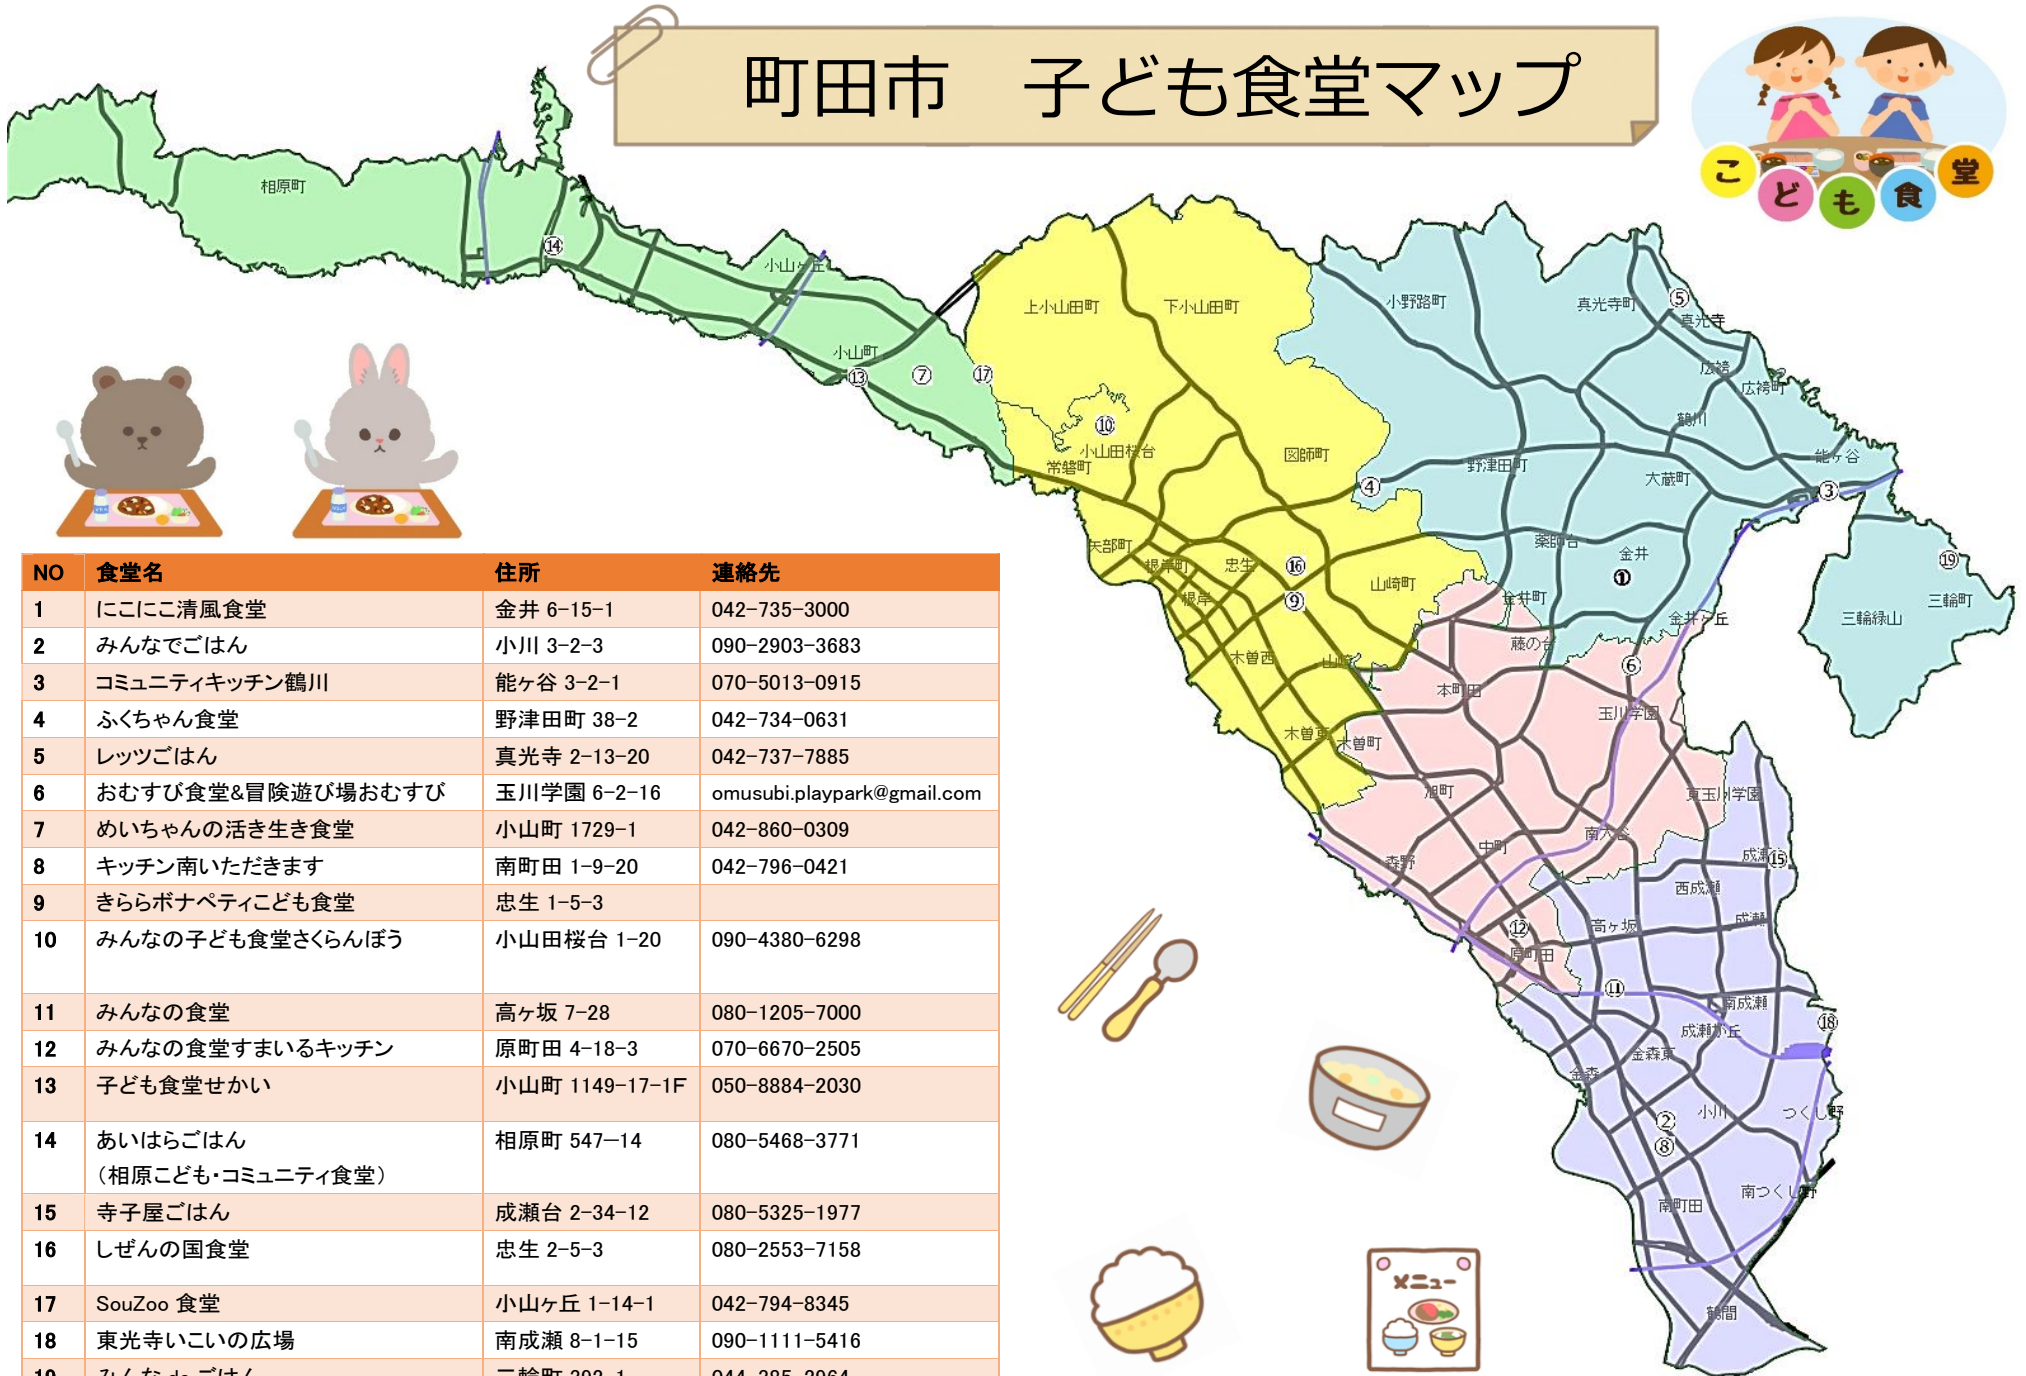 町田市　子ども食堂マップ
こども食堂
相原町
⑭
小山ヶ丘
小山町
⑬
⑦
⑰
上小山田町
下小山田町
⑩
小山田桜台
常盤町
図師町
小野路町
真光寺町
⑤
真光寺
広袴
広袴町
鶴川
能ヶ谷
野津田町
大蔵町
④
③
矢部町
根岸町
忠生
⑯
山崎町
薬師台
金井
①
⑲
根岸
⑨
金井町
金井ヶ丘
三輪緑山
三輪町
木曽西
山崎
藤の台
⑥
本町田
玉川学園
木曽東
木曽町
旭町
東玉川学園
南大谷
中町
森野
⑮
西成瀬
成瀬
高ヶ坂
⑫
原町田
⑪
南成瀬
⑱
成瀬が丘
金森東
金森
小川
つくし野
②
⑧
南つくし野
南町田
鶴間
メニュー
NO 食堂名 住所 連絡先
1 にこにこ清風食堂 金井 6-15-1 042-735-3000
2 みんなでごはん 小川 3-2-3 090-2903-3683
3 コミュニティキッチン鶴川 能ヶ谷 3-2-1 070-5013-0915
4 ふくちゃん食堂 野津田町 38-2 042-734-0631
5 レッツごはん 真光寺 2-13-20 042-737-7885
6 おむすび食堂&冒険遊び場おむすび 玉川学園 6-2-16 omusubi.playpark@gmail.com
7 めいちゃんの活き生き食堂 小山町 1729-1 042-860-0309
8 キッチン南いただきます 南町田 1-9-20 042-796-0421
9 きららボナペティこども食堂 忠生 1-5-3
10 みんなの子ども食堂さくらんぼう 小山田桜台 1-20 090-4380-6298
11 みんなの食堂 高ヶ坂 7-28 080-1205-7000
12 みんなの食堂すまいるキッチン 原町田 4-18-3 070-6670-2505
13 子ども食堂せかい 小山町 1149-17-1F 050-8884-2030
14 あいはらごはん 相原町 547-14 080-5468-3771
（相原こども・コミュニティ食堂）
15 寺子屋ごはん 成瀬台 2-34-12 080-5325-1977
16 しぜんの国食堂 忠生 2-5-3 080-2553-7158
17 SouZoo 食堂 小山ヶ丘 1-14-1 042-794-8345
18 東光寺いこいの広場 南成瀬 8-1-15 090-1111-5416